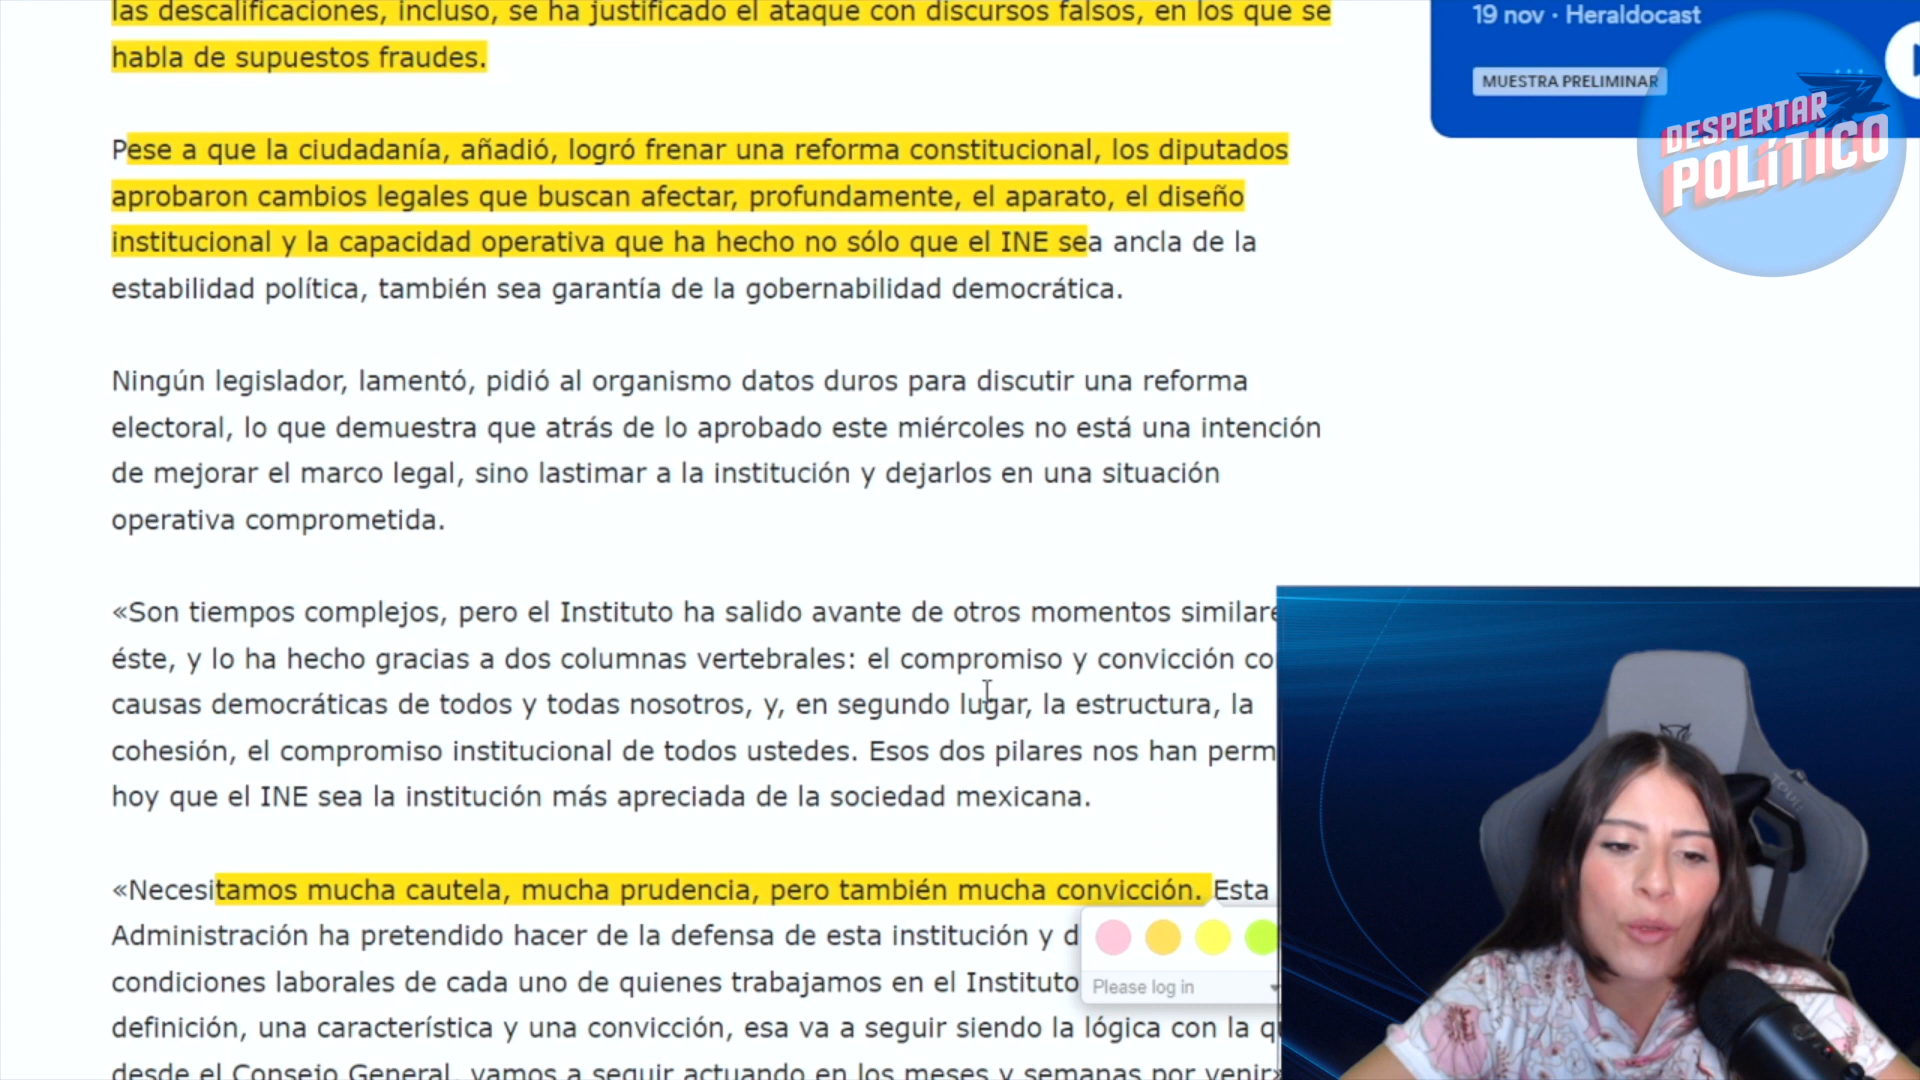 las descalificaciones, incluso, se ha justificado el ataque con discursos falsos, en los que se
habla de supuestos fraudes.
Pese a que la ciudadanía, añadió, logró frenar una reforma constitucional, los diputados
aprobaron cambios legales que buscan afectar, profundamente, el aparato, el diseño
institucional y la capacidad operativa que ha hecho no sólo que el INE sea ancla de la
estabilidad política, también sea garantía de la gobernabilidad democrática.
Ningún legislador, lamentó, pidió al organismo datos duros para discutir una reforma
electoral, lo que demuestra que atrás de lo aprobado este miércoles no está una intención
de mejorar el marco legal, sino lastimar a la institución y dejarlos en una situación
operativa comprometida.
«Son tiempos complejos, pero el Instituto ha salido avante de otros momentos similare
éste, y lo ha hecho gracias a dos columnas vertebrales: el compromiso y convicción co
causas democráticas de todos y todas nosotros, y, en segundo lugar, la estructura, la
cohesión, el compromiso institucional de todos ustedes. Esos dos pilares nos han perm
hoy que el INE sea la institución más apreciada de la sociedad mexicana.
«Necesitamos mucha cautela, mucha prudencia, pero también mucha convicción. Esta
Administración ha pretendido hacer de la defensa de esta institución y d
condiciones laborales de cada uno de quienes trabajamos en el Instituto
definición, una característica y una convicción, esa va a seguir siendo la lógica con la q
desde el Consejo General, vamos a seguir actuando en los meses y semanas por venir»
Please log in
19 nov · Heraldocast
MUESTRA PRELIMINAR
DESPERTAR
POLÍTICO